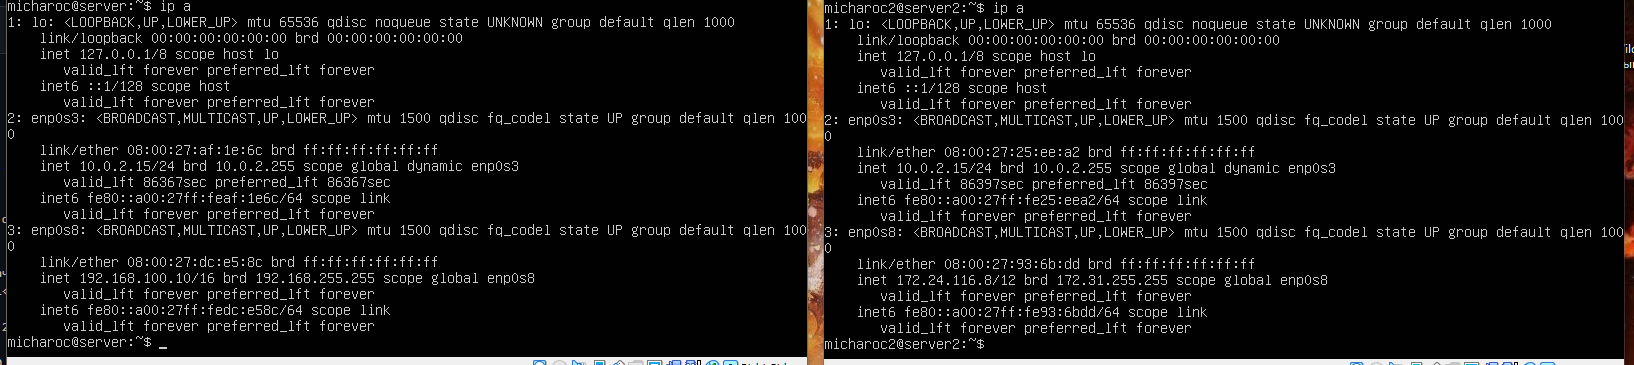 micharoc@server:~$ ip a
1: lo: <LOOPBACK,UP,LOWER_UP> mtu 65536 qdisc noqueue state UNKNOWN group default qlen 1000
link/loopback 00:00:00:00:00:00 brd 00:00:00:00:00:00
inet 127.0.0.1/8 scope host lo
valid_lft forever preferred_lft forever
inet6 ::1/128 scope host
valid_lft forever preferred_lft forever
2: enp0s3: <BROADCAST,MULTICAST,UP,LOWER_UP> mtu 1500 qdisc fq_codel state UP group default qlen 100
0
link/ether 08:00:27:af:1e:6c brd ff:ff:ff:ff:ff:ff
inet 10.0.2.15/24 brd 10.0.2.255 scope global dynamic enp0s3
valid_lft 86367sec preferred_lft 86367sec
inet6 fe80::a00:27ff:feaf:1e6c/64 scope link
valid_lft forever preferred_lft forever
3: enp0s8: <BROADCAST,MULTICAST,UP,LOWER_UP> mtu 1500 qdisc fq_codel state UP group default qlen 100
0
link/ether 08:00:27:dc:e5:8c brd ff:ff:ff:ff:ff:ff
inet 192.168.100.10/16 brd 192.168.255.255 scope global enp0s8
valid_lft forever preferred_lft forever
inet6 fe80::a00:27ff:fedc:e58c/64 scope link
valid_lft forever preferred_lft forever
micharoc@server:~$ _
micharoc2@server2:~$ ip a
1: lo: <LOOPBACK,UP,LOWER_UP> mtu 65536 qdisc noqueue state UNKNOWN group default qlen 1000
link/loopback 00:00:00:00:00:00 brd 00:00:00:00:00:00
inet 127.0.0.1/8 scope host lo
valid_lft forever preferred_lft forever
inet6 ::1/128 scope host
valid_lft forever preferred_lft forever
2: enp0s3: <BROADCAST,MULTICAST,UP,LOWER_UP> mtu 1500 qdisc fq_codel state UP group default qlen 100
0
link/ether 08:00:27:25:ee:a2 brd ff:ff:ff:ff:ff:ff
inet 10.0.2.15/24 brd 10.0.2.255 scope global dynamic enp0s3
valid_lft 86397sec preferred_lft 86397sec
inet6 fe80::a00:27ff:fe25:eea2/64 scope link
valid_lft forever preferred_lft forever
3: enp0s8: <BROADCAST,MULTICAST,UP,LOWER_UP> mtu 1500 qdisc fq_codel state UP group default qlen 100
0
link/ether 08:00:27:93:6b:dd brd ff:ff:ff:ff:ff:ff
inet 172.24.116.8/12 brd 172.31.255.255 scope global enp0s8
valid_lft forever preferred_lft forever
inet6 fe80::a00:27ff:fe93:6bdd/64 scope link
valid_lft forever preferred_lft forever
micharoc2@server2:~$